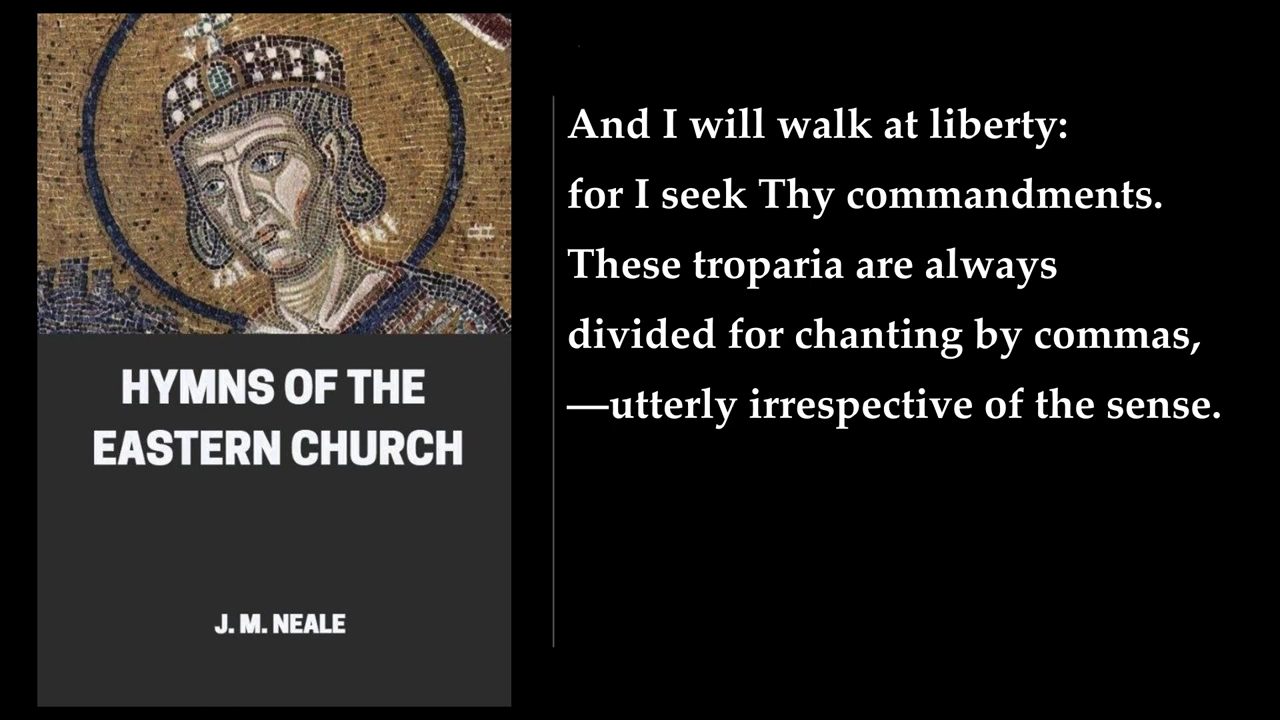 HYMNS OF THE
EASTERN CHURCH
J. M. NEALE
And I will walk at liberty:
for I seek Thy commandments.
These troparia are always
divided for chanting by commas,
—utterly irrespective of the sense.